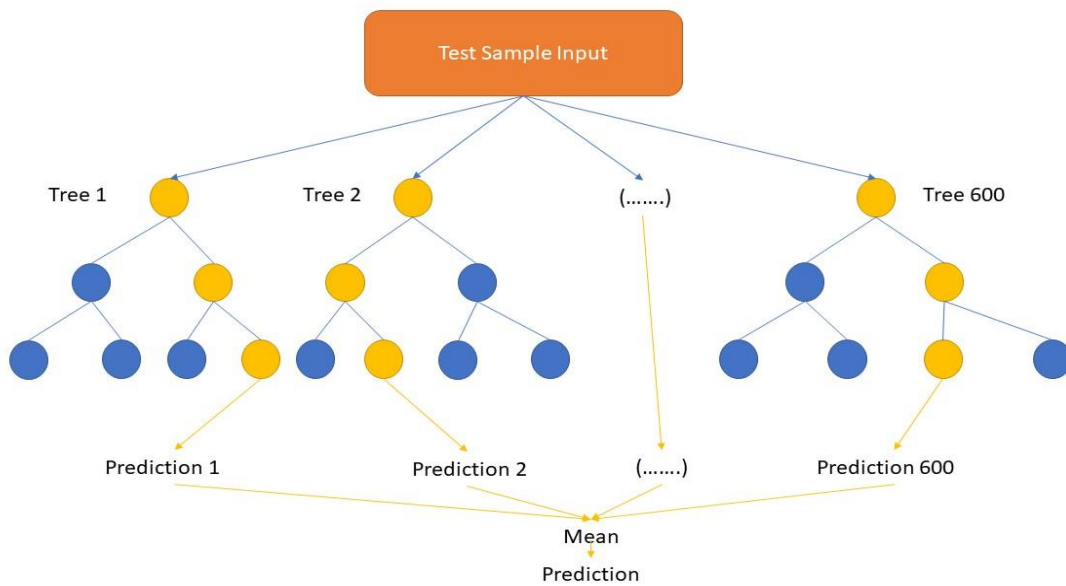 Test Sample Input
Tree 1
Tree 2
(.......)
Tree 600
Prediction 1
Prediction 2
(.......)
Prediction 600
Mean
Prediction